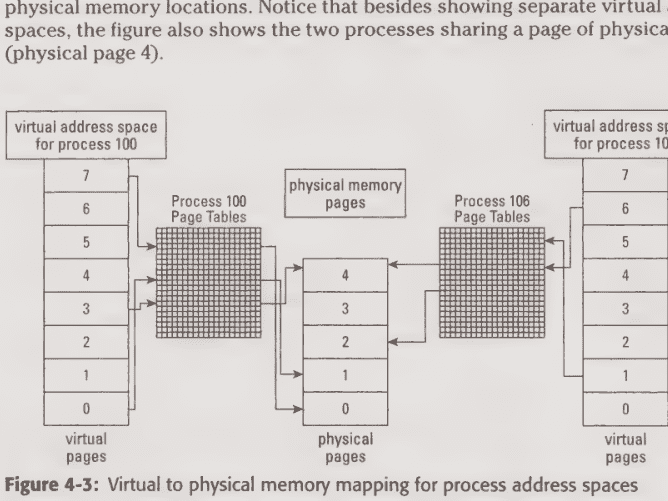 physical memory locations. Notice that besides showing separate virtual
spaces, the figure also shows the two processes sharing a page of physica
(physical page 4).
virtual address space
for process 100
7
6
5
4
3
2
1
0
virtual
pages
Process 100
Page Tables
physical memory
pages
4
3
2
1
0
physical
pages
Process 106
Page Tables
virtual address sp
for process 10
7
6
5
4
3
2
1
0
virtual
pages
Figure 4-3: Virtual to physical memory mapping for process address spaces